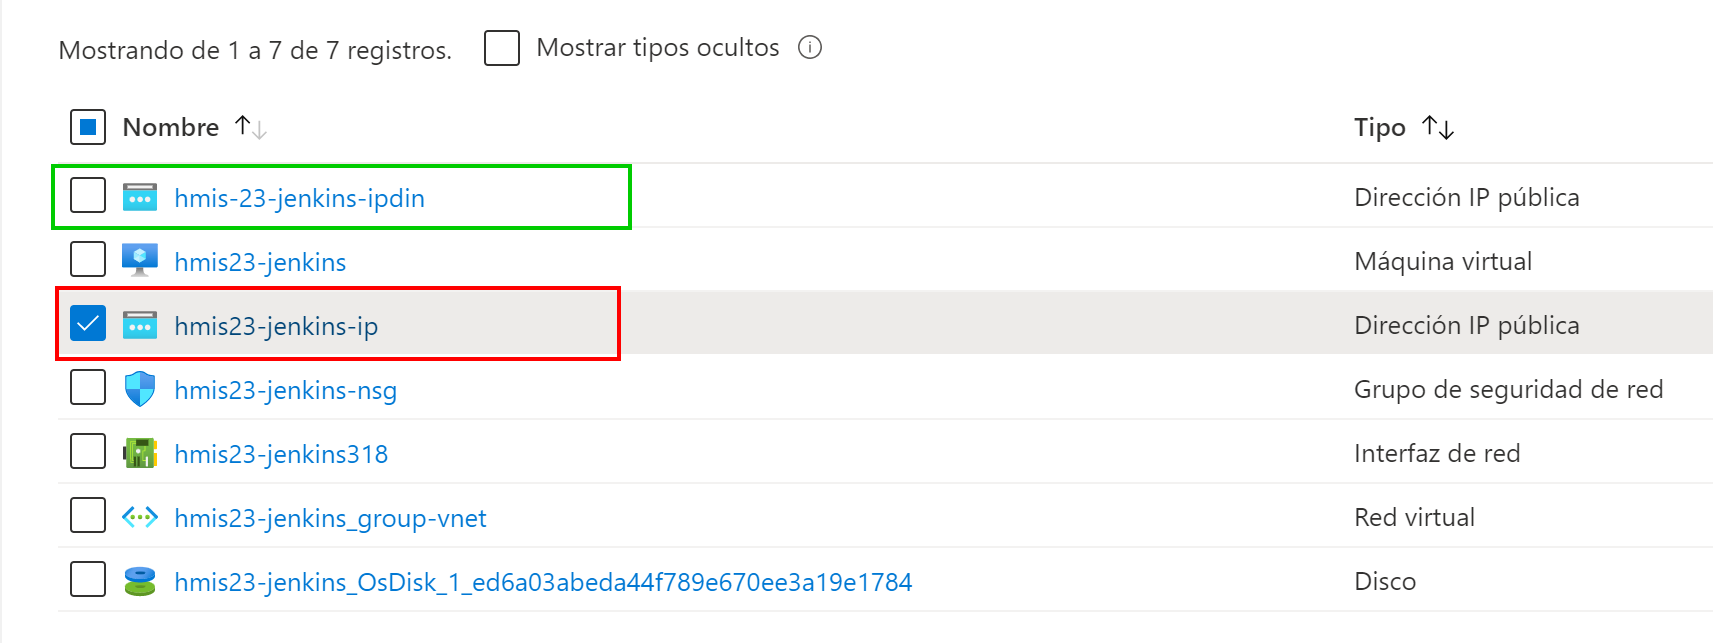 Mostrando de 1 a 7 de 7 registros. Mostrar tipos ocultos
Nombre Tipo
hmis-23-jenkins-ipdin Dirección IP pública
hmis23-jenkins Máquina virtual
hmis23-jenkins-ip Dirección IP pública
hmis23-jenkins-nsg Grupo de seguridad de red
hmis23-jenkins318 Interfaz de red
hmis23-jenkins_group-vnet Red virtual
hmis23-jenkins_OsDisk_1_ed6a03abeda44f789e670ee3a19e1784 Disco